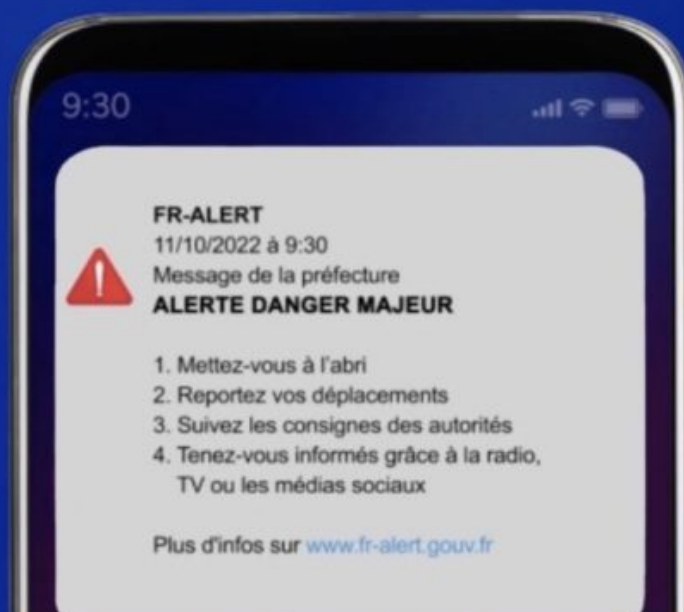 9:30
FR-ALERT
11/10/2022 à 9:30
Message de la préfecture
ALERTE DANGER MAJEUR
1. Mettez-vous à l'abri
2. Reportez vos déplacements
3. Suivez les consignes des autorités
4. Tenez-vous informés grâce à la radio,
TV ou les médias sociaux
Plus d'infos sur www.fr-alert.gouv.fr